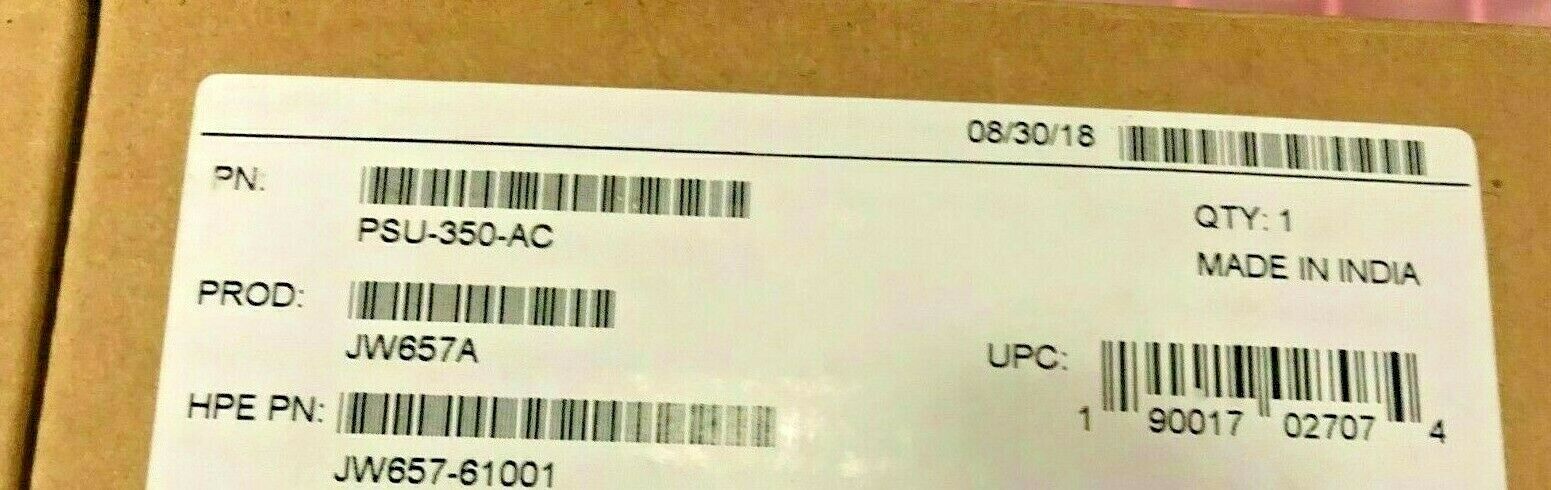 08/30/18
PN:
PSU-350-AC
QTY: 1
MADE IN INDIA
PROD:
JW657A
UPC:
1 90017 02707 4
HPE PN:
JW657-61001